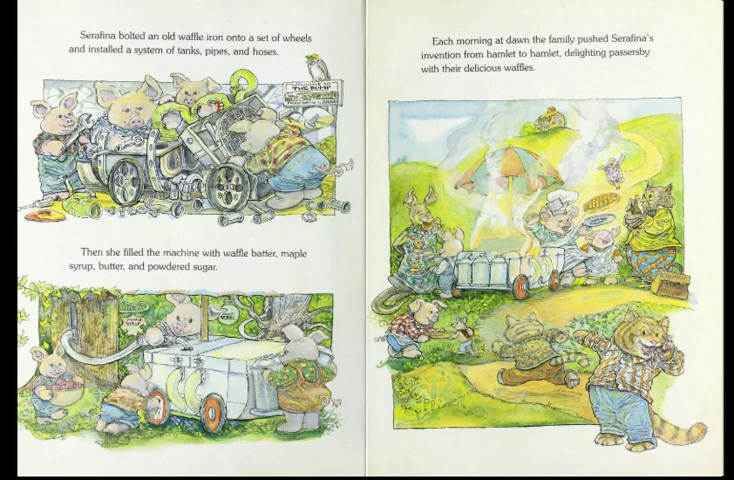 Serafina bolted an old waffle iron onto a set of wheels
and installed a system of tanks, pipes, and hoses.
THE DUMP
Then she filled the machine with waffle batter, maple
syrup, butter, and powdered sugar.
Each morning at dawn the family pushed Serafina's
invention from hamlet to hamlet, delighting passersby
with their delicious waffles.